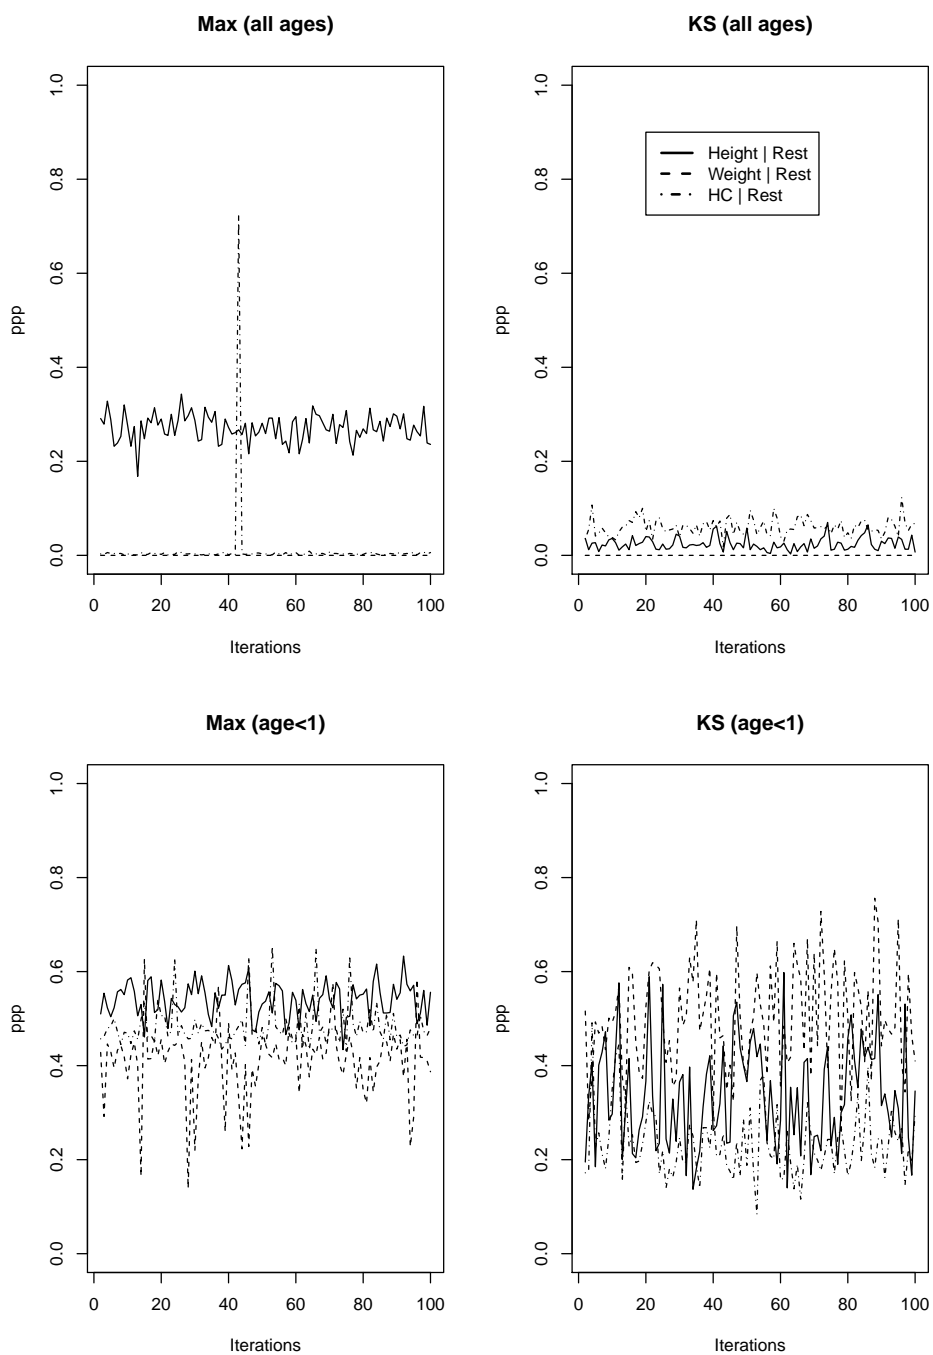 Max (all ages)
ppp
1.0
0.8
0.6
0.4
0.2
0.0
0 20 40 60 80 100
Iterations
KS (all ages)
ppp
1.0
0.8
0.6
0.4
0.2
0.0
Height | Rest
Weight | Rest
HC | Rest
0 20 40 60 80 100
Iterations
Max (age<1)
ppp
1.0
0.8
0.6
0.4
0.2
0.0
0 20 40 60 80 100
Iterations
KS (age<1)
ppp
1.0
0.8
0.6
0.4
0.2
0.0
0 20 40 60 80 100
Iterations